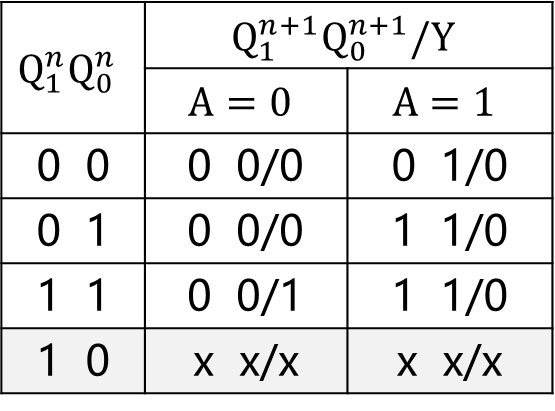 Q₁ⁿQ₀ⁿ Q₁ⁿ⁺¹Q₀ⁿ⁺¹/Y
A = 0 A = 1
0 0 0 0/0 0 1/0
0 1 0 0/0 1 1/0
1 1 0 0/1 1 1/0
1 0 x x/x x x/x